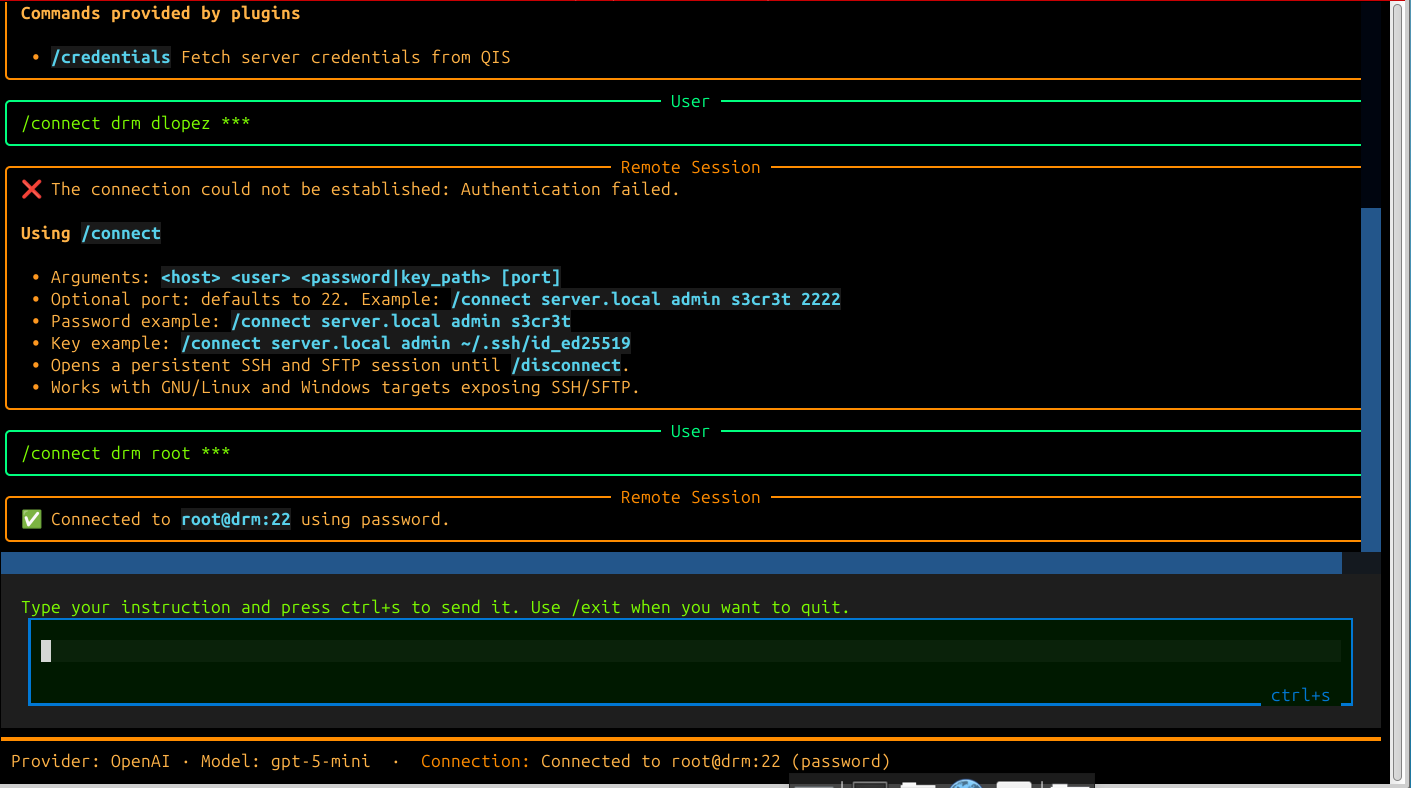 Commands provided by plugins
• /credentials Fetch server credentials from QIS
User
/connect drm dlopez ***
Remote Session
❌ The connection could not be established: Authentication failed.
Using /connect
• Arguments: <host> <user> <password|key_path> [port]
• Optional port: defaults to 22. Example: /connect server.local admin s3cr3t 2222
• Password example: /connect server.local admin s3cr3t
• Key example: /connect server.local admin ~/.ssh/id_ed25519
• Opens a persistent SSH and SFTP session until /disconnect.
• Works with GNU/Linux and Windows targets exposing SSH/SFTP.
User
/connect drm root ***
Remote Session
✅ Connected to root@drm:22 using password.
Type your instruction and press ctrl+s to send it. Use /exit when you want to quit.
ctrl+s
Provider: OpenAI · Model: gpt-5-mini · Connection: Connected to root@drm:22 (password)